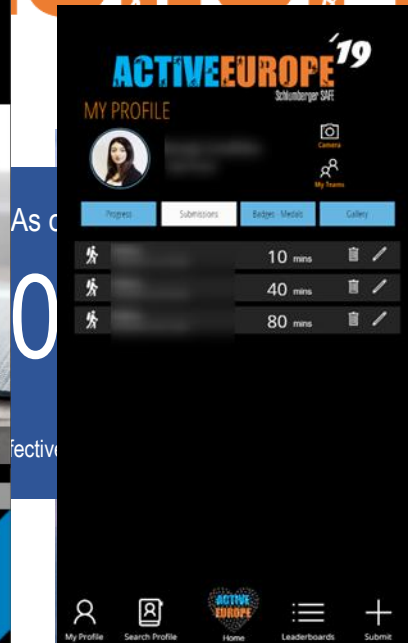 '19
ACTIVEEUROPE
Schlumberger SAFE
MY PROFILE
Camera
My Teams
Progress
Submissions
Badges - Medals
Gallery
10 mins
40 mins
80 mins
As
0
fective
ACTIVE
EUROPE
My Profile
Search Profile
Home
Leaderboards
Submit